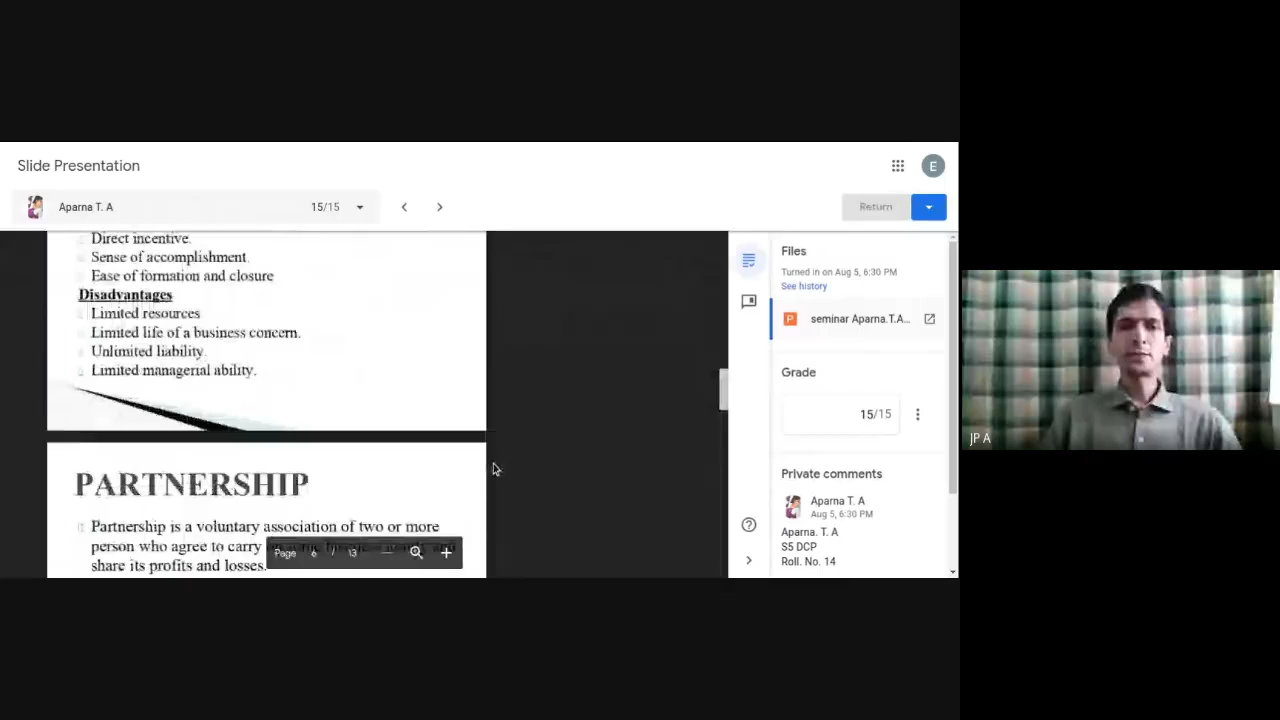 Slide Presentation
E
Aparna T. A
15/15
Return
Direct incentive.
Sense of accomplishment.
Ease of formation and closure
Disadvantages
Limited resources
Limited life of a business concern.
Unlimited liability.
Limited managerial ability.
PARTNERSHIP
Partnership is a voluntary association of two or more
person who agree to carry
share its profits and losses.
Page 6 / 13
Files
Turned in on Aug 5, 6:30 PM
See history
P
seminar Aparna.T.A...
Grade
15/15
Private comments
Aparna T. A
Aug 5, 6:30 PM
Aparna. T. A
S5 DCP
Roll. No. 14
JP A